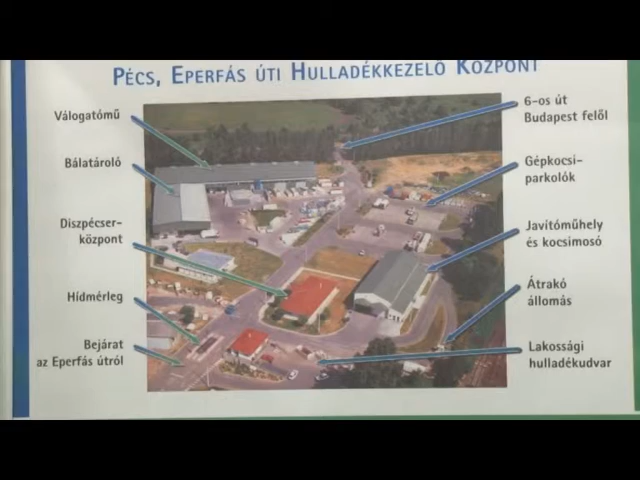 Pécs, Eperfás úti Hulladékkezelő Központ
Válogatómű
Bálatároló
Diszpécser-
központ
Hídmérleg
Bejárat
az Eperfás útról
6-os út
Budapest felől
Gépkocsi-
parkolók
Javítóműhely
és kocsimosó
Átrakó
állomás
Lakossági
hulladékudvar